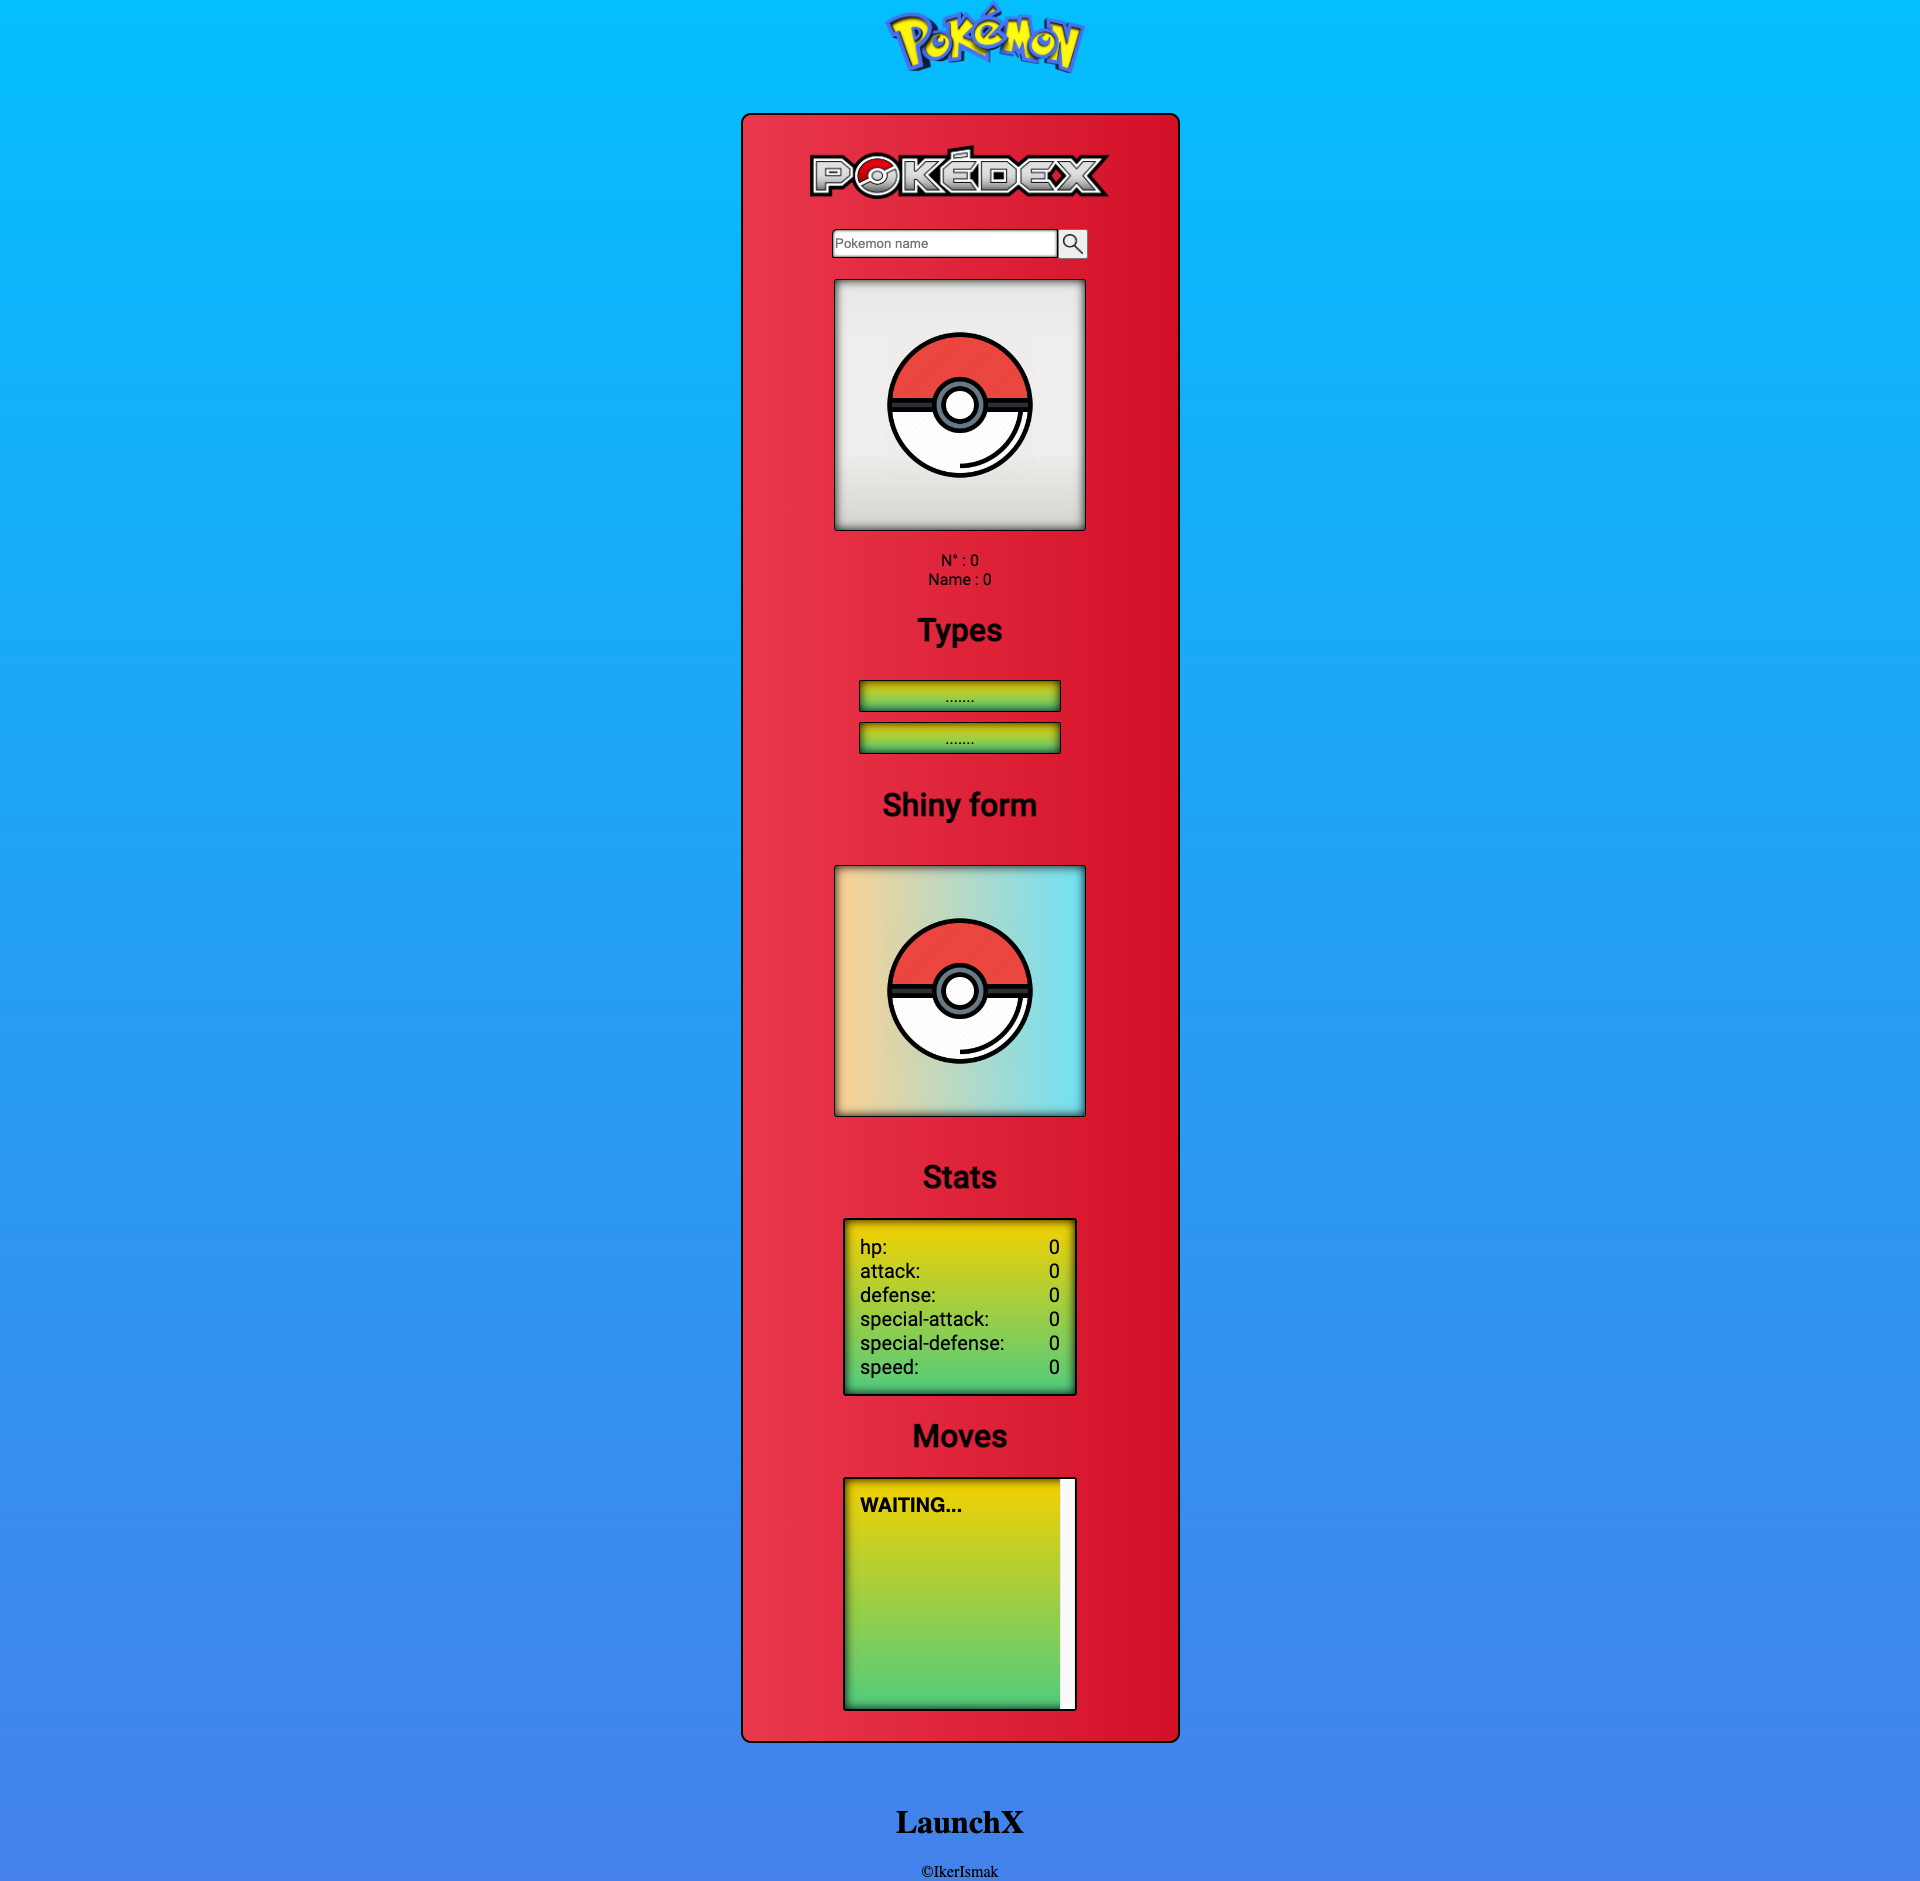 Pokémon
POKÉDEX
Pokemon name
N° : 0
Name : 0
Types
.......
.......
Shiny form
Stats
hp: 0
attack: 0
defense: 0
special-attack: 0
special-defense: 0
speed: 0
Moves
WAITING...
LaunchX
©IkerIsmak